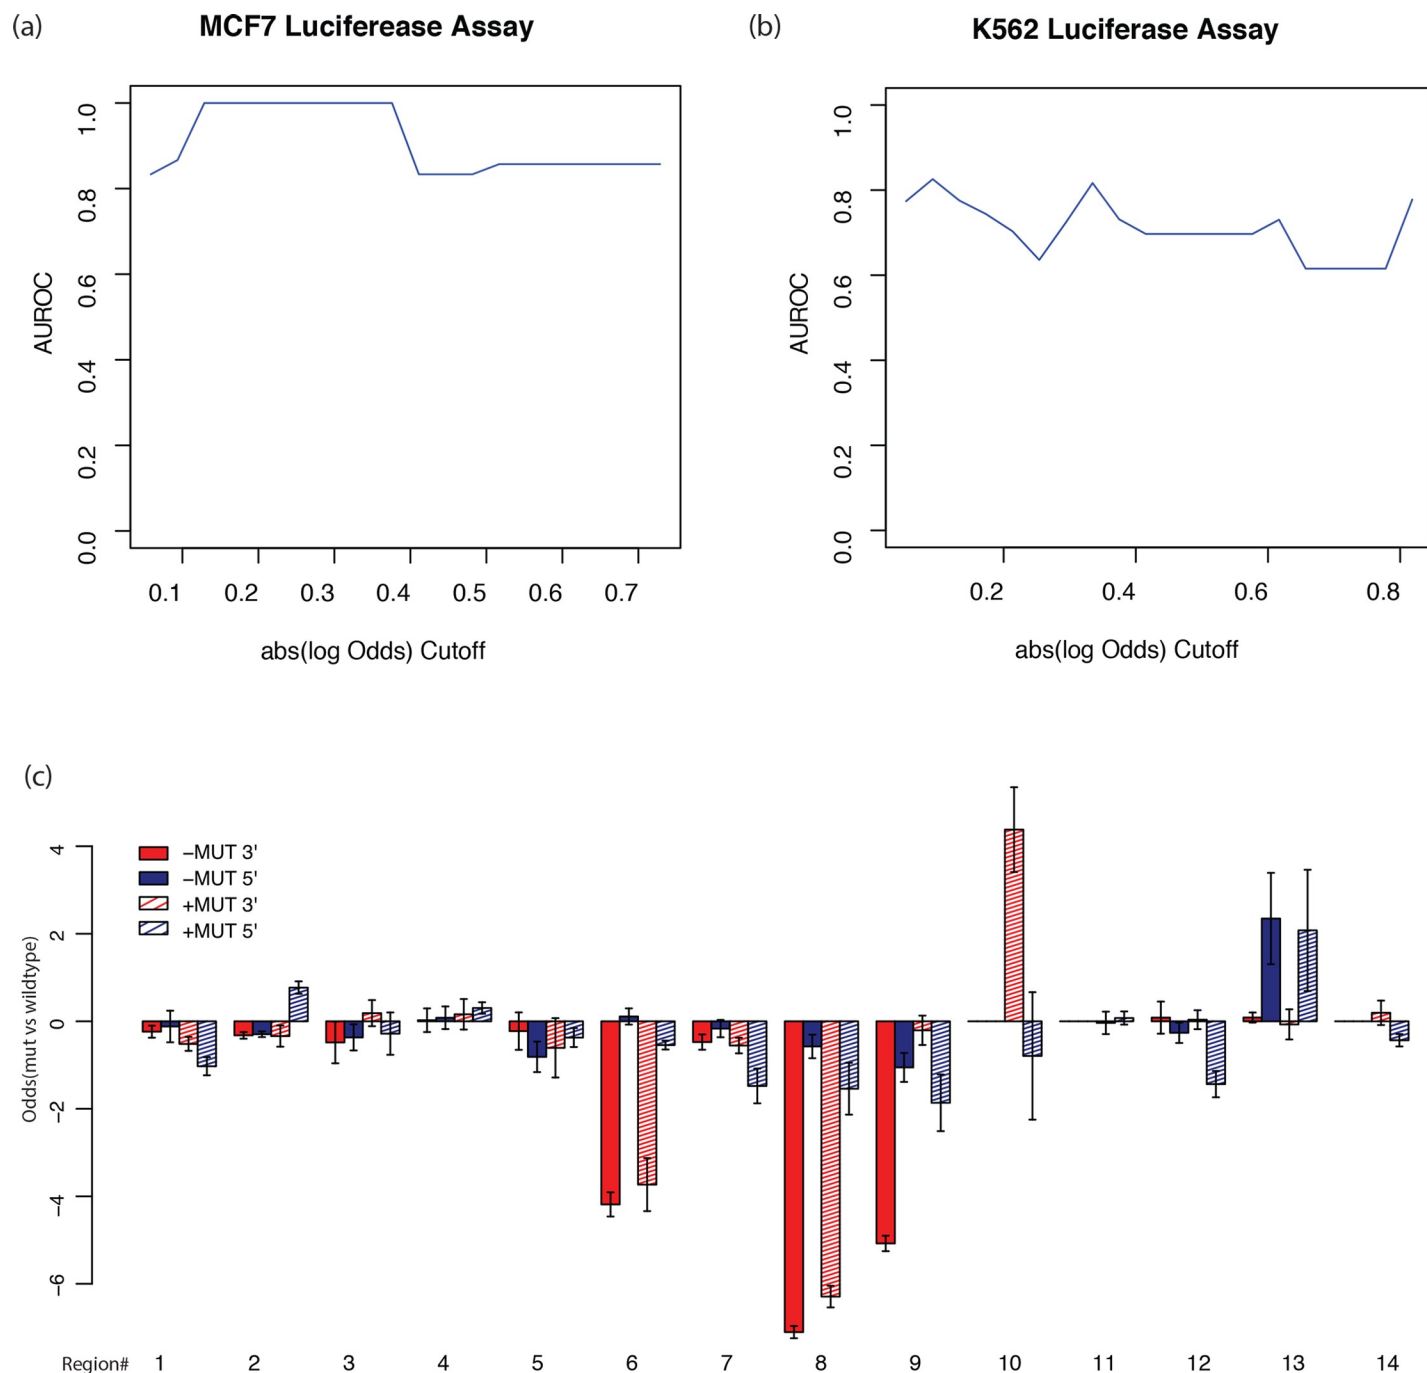 (a)
MCF7 Luciferease Assay
AUROC
0.0 0.2 0.4 0.6 0.8 1.0
0.1 0.2 0.3 0.4 0.5 0.6 0.7
abs(log Odds) Cutoff
(b)
K562 Luciferase Assay
AUROC
0.0 0.2 0.4 0.6 0.8 1.0
0.2 0.4 0.6 0.8
abs(log Odds) Cutoff
(c)
Odds(mut vs wildtype)
4
2
0
−2
−4
−6
−MUT 3'
−MUT 5'
+MUT 3'
+MUT 5'
Region# 1 2 3 4 5 6 7 8 9 10 11 12 13 14